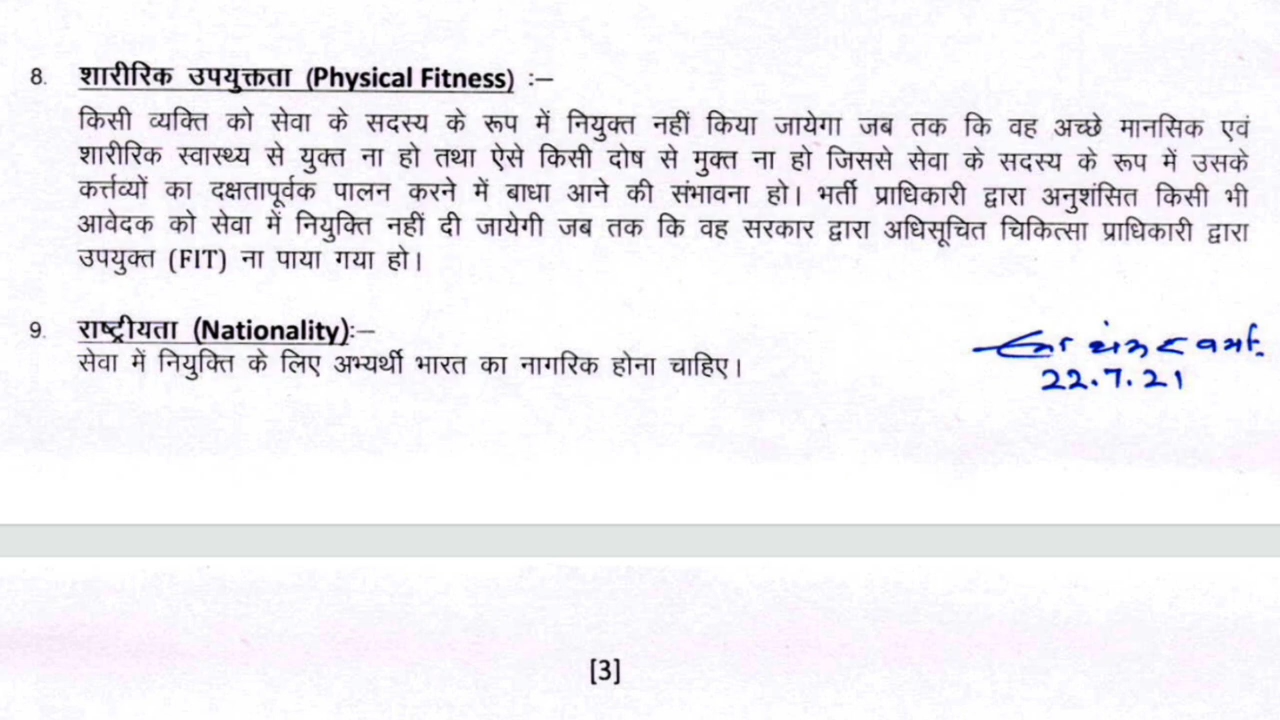 8. शारीरिक उपयुक्तता (Physical Fitness) :–
किसी व्यक्ति को सेवा के सदस्य के रूप में नियुक्त नहीं किया जायेगा जब तक कि वह अच्छे मानसिक एवं
शारीरिक स्वास्थ्य से युक्त ना हो तथा ऐसे किसी दोष से मुक्त ना हो जिससे सेवा के सदस्य के रूप में उसके
कर्त्तव्यों का दक्षतापूर्वक पालन करने में बाधा आने की संभावना हो। भर्ती प्राधिकारी द्वारा अनुशंसित किसी भी
आवेदक को सेवा में नियुक्ति नहीं दी जायेगी जब तक कि वह सरकार द्वारा अधिसूचित चिकित्सा प्राधिकारी द्वारा
उपयुक्त (FIT) ना पाया गया हो।
9. राष्ट्रीयता (Nationality):–
सेवा में नियुक्ति के लिए अभ्यर्थी भारत का नागरिक होना चाहिए।
22.7.21
[3]